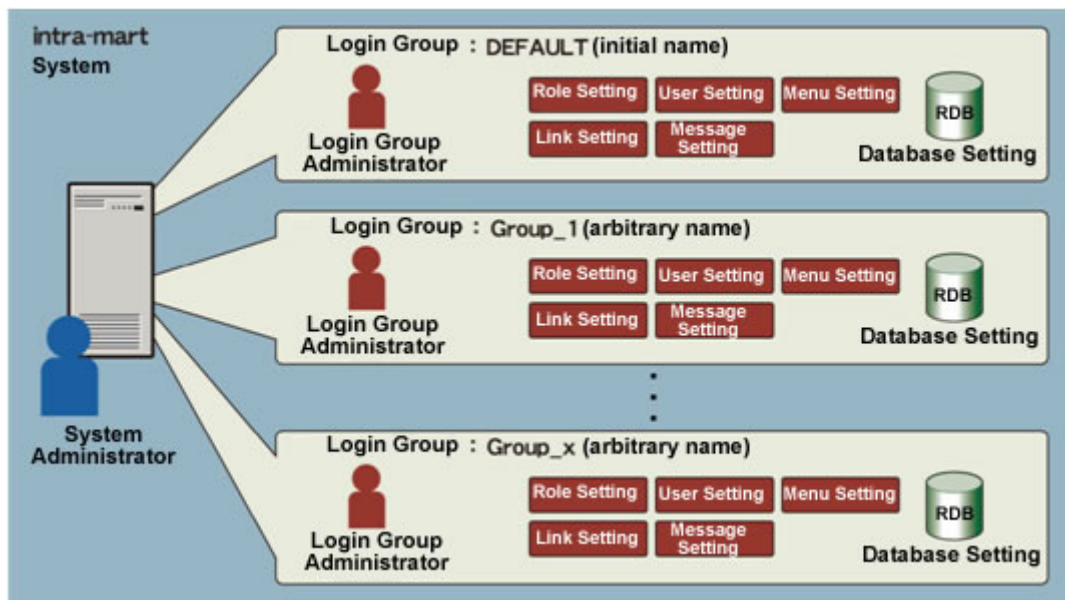 intra-mart
System
Login Group : DEFAULT (initial name)
Role Setting
User Setting
Menu Setting
Link Setting
Message
Setting
RDB
Login Group
Administrator
Database Setting
Login Group : Group_1 (arbitrary name)
Role Setting
User Setting
Menu Setting
Link Setting
Message
Setting
RDB
Login Group
Administrator
Database Setting
System
Administrator
Login Group : Group_x (arbitrary name)
Role Setting
User Setting
Menu Setting
Link Setting
Message
Setting
RDB
Login Group
Administrator
Database Setting